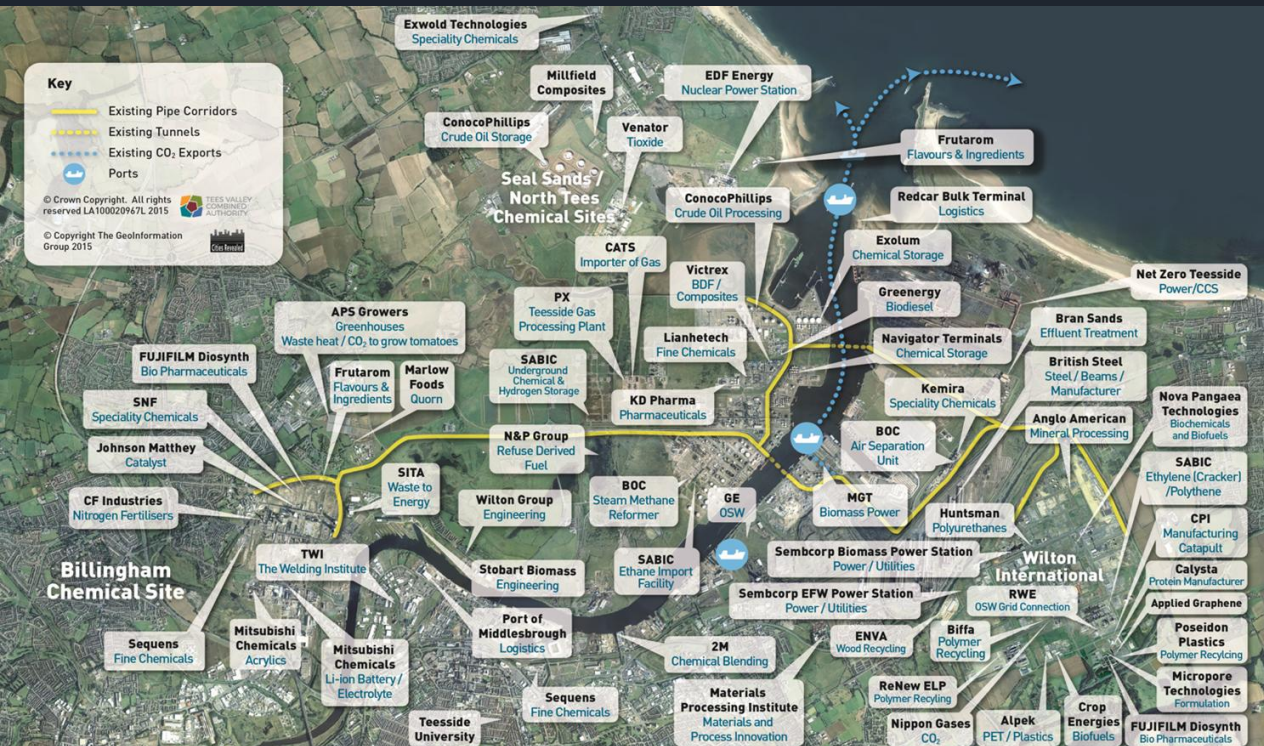 Exwold Technologies
Speciality Chemicals
Key
Existing Pipe Corridors
Existing Tunnels
Existing CO₂ Exports
Ports
© Crown Copyright. All rights
reserved LA100020967L 2015
TEES VALLEY
COMBINED
AUTHORITY
© Copyright The GeoInformation
Group 2015
Cities Revealed
Millfield
Composites
EDF Energy
Nuclear Power Station
ConocoPhillips
Crude Oil Storage
Venator
Tioxide
Frutarom
Flavours & Ingredients
Seal Sands /
North Tees
Chemical Sites
ConocoPhillips
Crude Oil Processing
Redcar Bulk Terminal
Logistics
CATS
Importer of Gas
Exolum
Chemical Storage
Victrex
BDF /
Composites
Net Zero Teesside
Power/CCS
PX
Teesside Gas
Processing Plant
Greenergy
Biodiesel
APS Growers
Greenhouses
Waste heat / CO₂ to grow tomatoes
Bran Sands
Effluent Treatment
Lianhetech
Fine Chemicals
Navigator Terminals
Chemical Storage
FUJIFILM Diosynth
Bio Pharmaceuticals
SABIC
Underground
Chemical &
Hydrogen Storage
British Steel
Steel / Beams /
Manufacturer
Frutarom
Flavours &
Ingredients
Marlow
Foods
Quorn
KD Pharma
Pharmaceuticals
Kemira
Speciality Chemicals
Nova Pangaea
Technologies
Biochemicals
and Biofuels
SNF
Speciality Chemicals
Anglo American
Mineral Processing
N&P Group
Refuse Derived
Fuel
BOC
Air Separation
Unit
Johnson Matthey
Catalyst
SABIC
Ethylene (Cracker)
/Polythene
SITA
Waste to
Energy
BOC
Steam Methane
Reformer
CF Industries
Nitrogen Fertilisers
Wilton Group
Engineering
GE
OSW
MGT
Biomass Power
Huntsman
Polyurethanes
CPI
Manufacturing
Catapult
TWI
The Welding Institute
SABIC
Ethane Import
Facility
Sembcorp Biomass Power Station
Power / Utilities
Wilton
International
Billingham
Chemical Site
Stobart Biomass
Engineering
Calysta
Protein Manufacturer
Sembcorp EFW Power Station
Power / Utilities
RWE
OSW Grid Connection
Applied Graphene
Sequens
Fine Chemicals
Mitsubishi
Chemicals
Acrylics
Port of
Middlesbrough
Logistics
ENVA
Wood Recycling
Biffa
Polymer
Recycling
Poseidon
Plastics
Polymer Recylcing
Mitsubishi
Chemicals
Li-ion Battery /
Electrolyte
2M
Chemical Blending
Micropore
Technologies
Formulation
Sequens
Fine Chemicals
Materials
Processing Institute
Materials and
Process Innovation
ReNew ELP
Polymer Recyling
Teesside
University
Nippon Gases
CO₂
Alpek
PET / Plastics
Crop
Energies
Biofuels
FUJIFILM Diosynth
Bio Pharmaceuticals